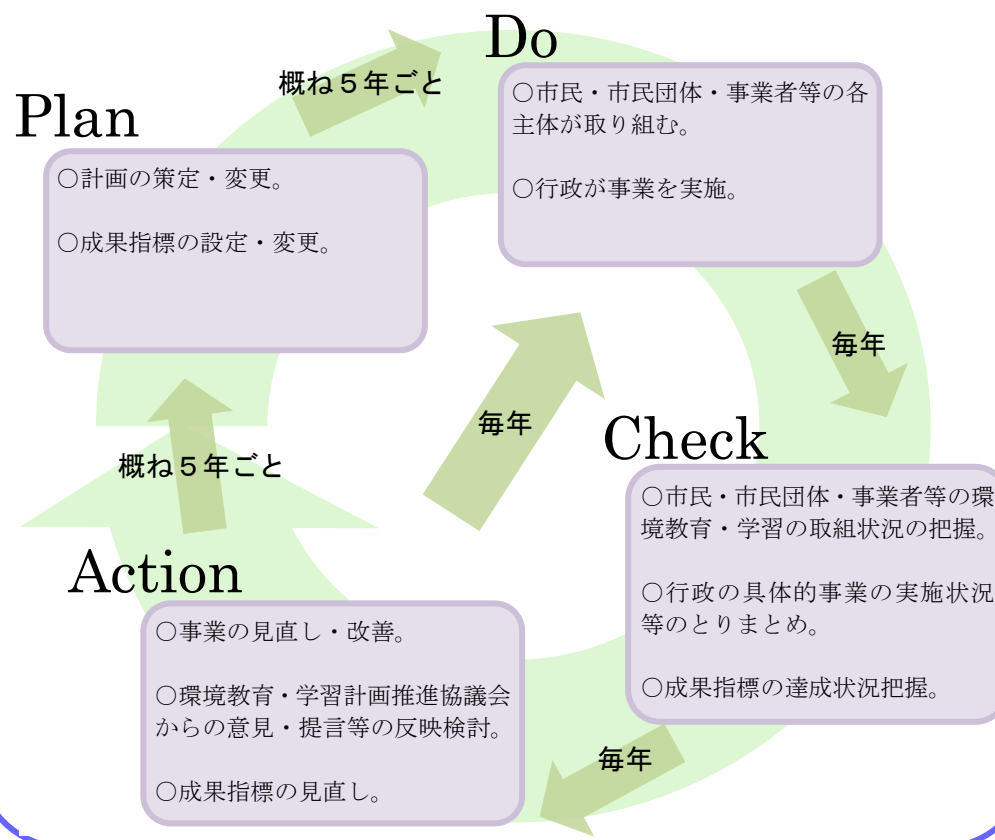 Plan
○計画の策定・変更。
○成果指標の設定・変更。
概ね５年ごと
Do
○市民・市民団体・事業者等の各
主体が取り組む。
○行政が事業を実施。
毎年
Check
○市民・市民団体・事業者等の環
境教育・学習の取組状況の把握。
○行政の具体的事業の実施状況
等のとりまとめ。
○成果指標の達成状況把握。
毎年
Action
○事業の見直し・改善。
○環境教育・学習計画推進協議会
からの意見・提言等の反映検討。
○成果指標の見直し。
概ね５年ごと
毎年